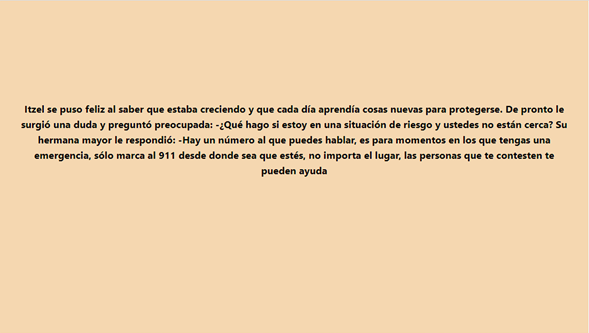 Itzel se puso feliz al saber que estaba creciendo y que cada día aprendía cosas nuevas para protegerse. De pronto le
surgió una duda y preguntó preocupada: -¿Qué hago si estoy en una situación de riesgo y ustedes no están cerca? Su
hermana mayor le respondió: -Hay un número al que puedes hablar, es para momentos en los que tengas una
emergencia, sólo marca al 911 desde donde sea que estés, no importa el lugar, las personas que te contesten te
pueden ayuda